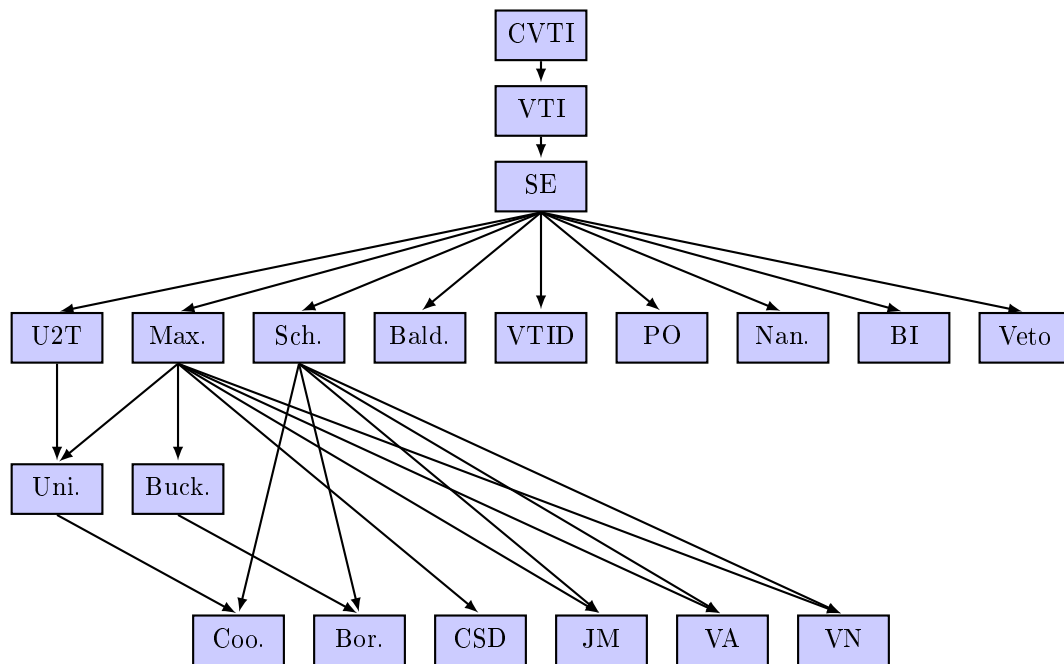 CVTI
VTI
SE
U2T Max. Sch. Bald. VTID PO Nan. BI Veto
Uni. Buck.
Coo. Bor. CSD JM VA VN